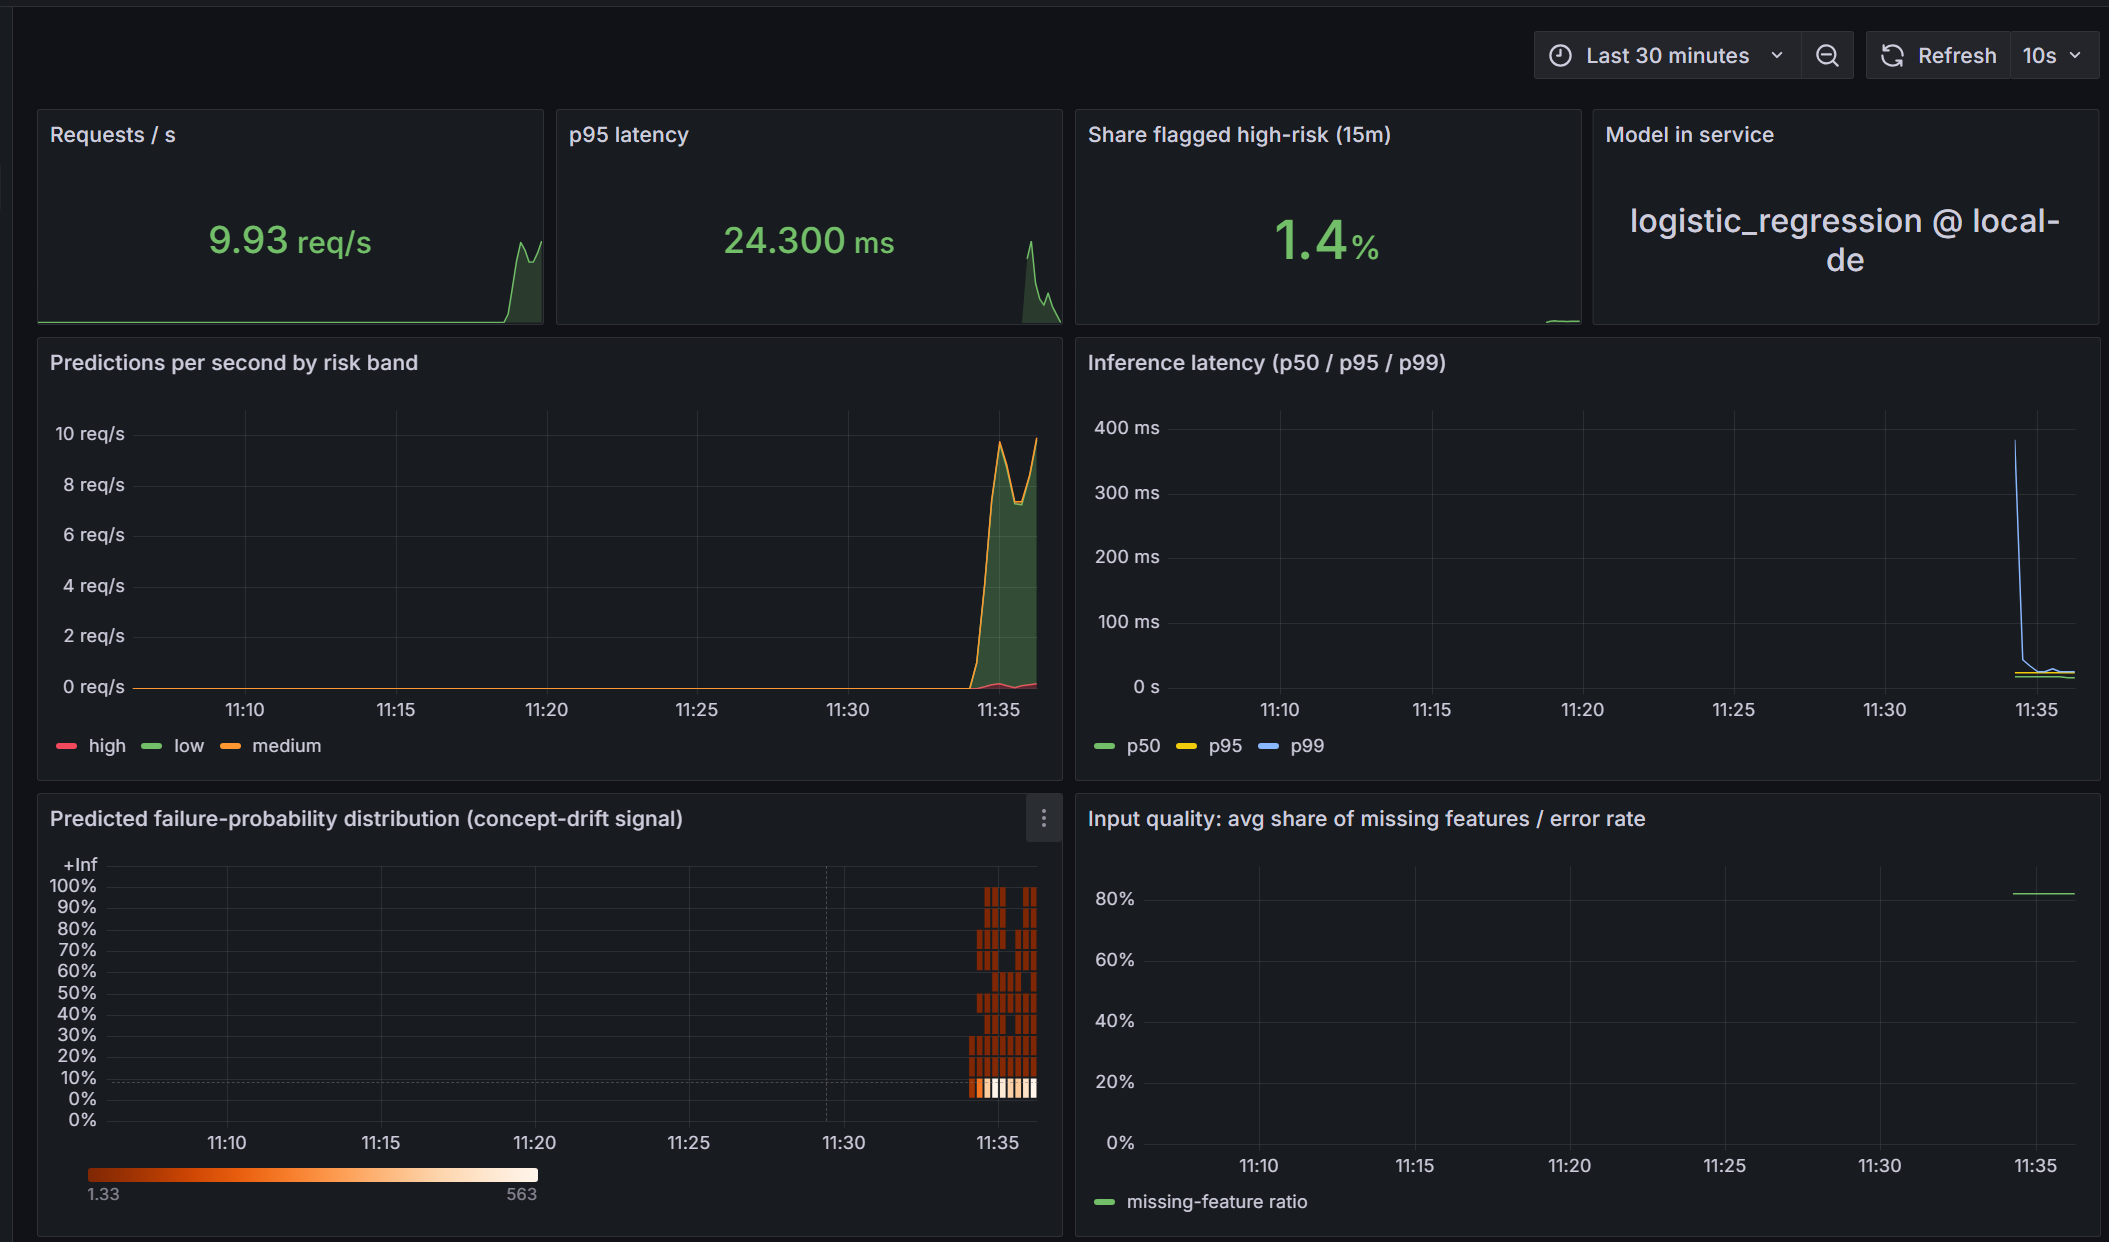 Last 30 minutes
Refresh
10s
Requests / s
9.93 req/s
p95 latency
24.300 ms
Share flagged high-risk (15m)
1.4%
Model in service
logistic_regression @ local-
de
Predictions per second by risk band
10 req/s
8 req/s
6 req/s
4 req/s
2 req/s
0 req/s
11:10 11:15 11:20 11:25 11:30 11:35
high low medium
Inference latency (p50 / p95 / p99)
400 ms
300 ms
200 ms
100 ms
0 s
11:10 11:15 11:20 11:25 11:30 11:35
p50 p95 p99
Predicted failure-probability distribution (concept-drift signal)
+Inf
100%
90%
80%
70%
60%
50%
40%
30%
20%
10%
0%
0%
11:10 11:15 11:20 11:25 11:30 11:35
1.33 563
Input quality: avg share of missing features / error rate
80%
60%
40%
20%
0%
11:10 11:15 11:20 11:25 11:30 11:35
missing-feature ratio